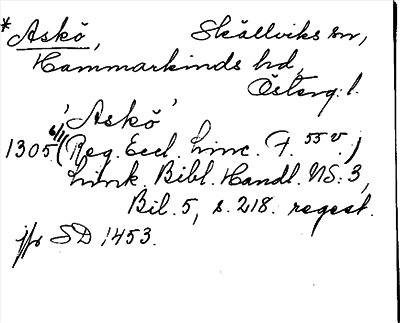 *Askö, Skällviks sn,
Hammarkinds hd,
Österg. l.
'Askö'
1305 6/11 (Reg. Eccl. Linc. F. 55 v.)
Link. Bibl. Handl. NS: 3,
Bil. 5, s. 218. regest.
jfr SD 1453.